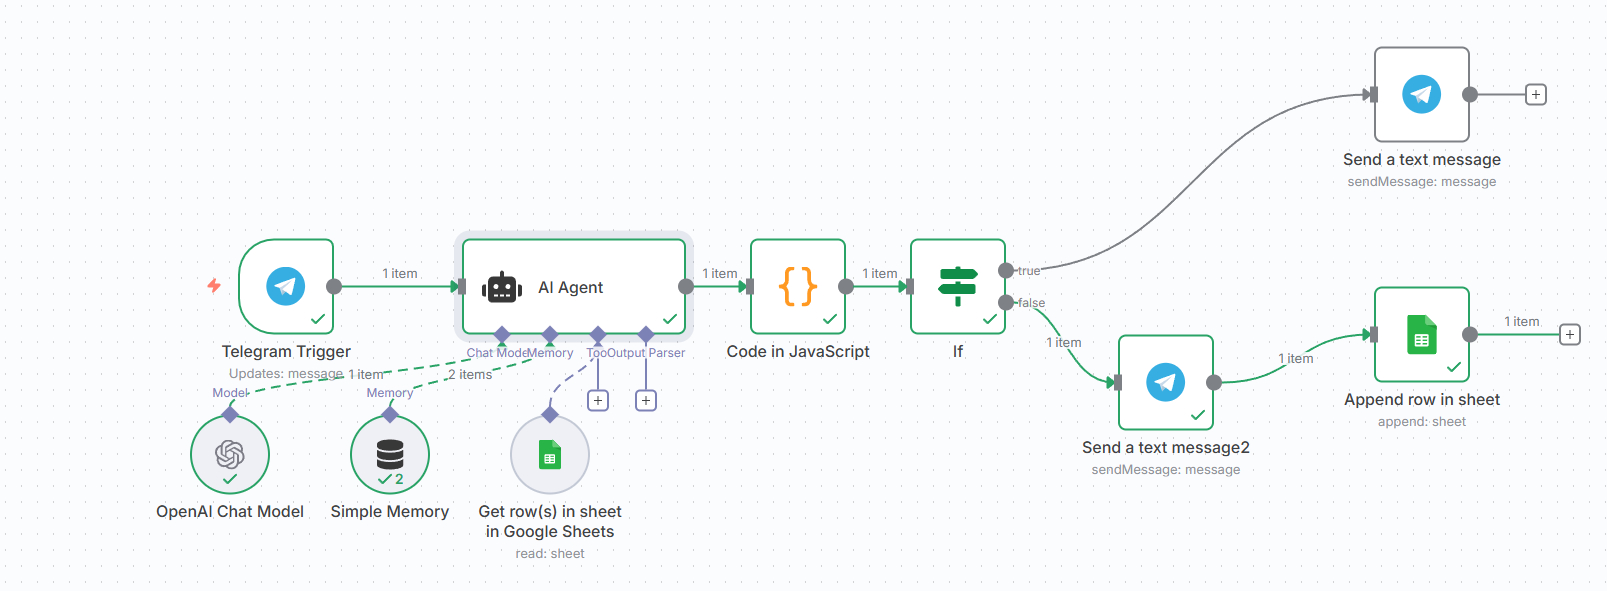 Send a text message
sendMessage: message
1 item
AI Agent
1 item
1 item
true
false
Telegram Trigger
Updates: message
Chat Mode
Memory
Too
Output Parser
Code in JavaScript
If
1 item
1 item
1 item
Append row in sheet
append: sheet
1 item
2 items
Model
Memory
Send a text message2
sendMessage: message
2
OpenAI Chat Model
Simple Memory
Get row(s) in sheet
in Google Sheets
read: sheet